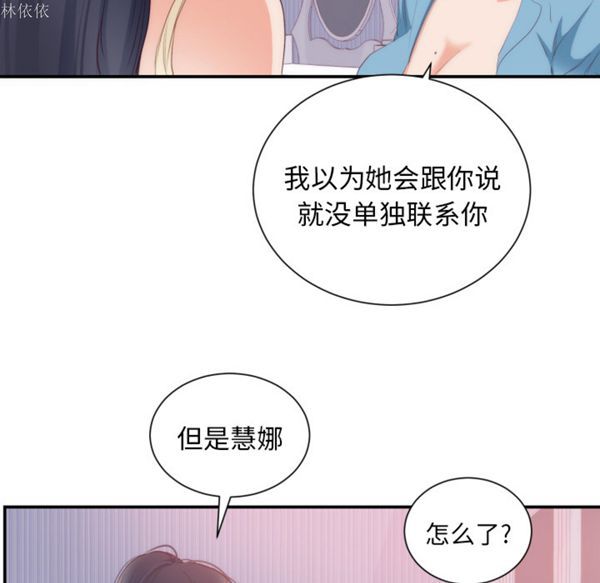 林依依
我以为她会跟你说
就没单独联系你
但是慧娜
怎么了?